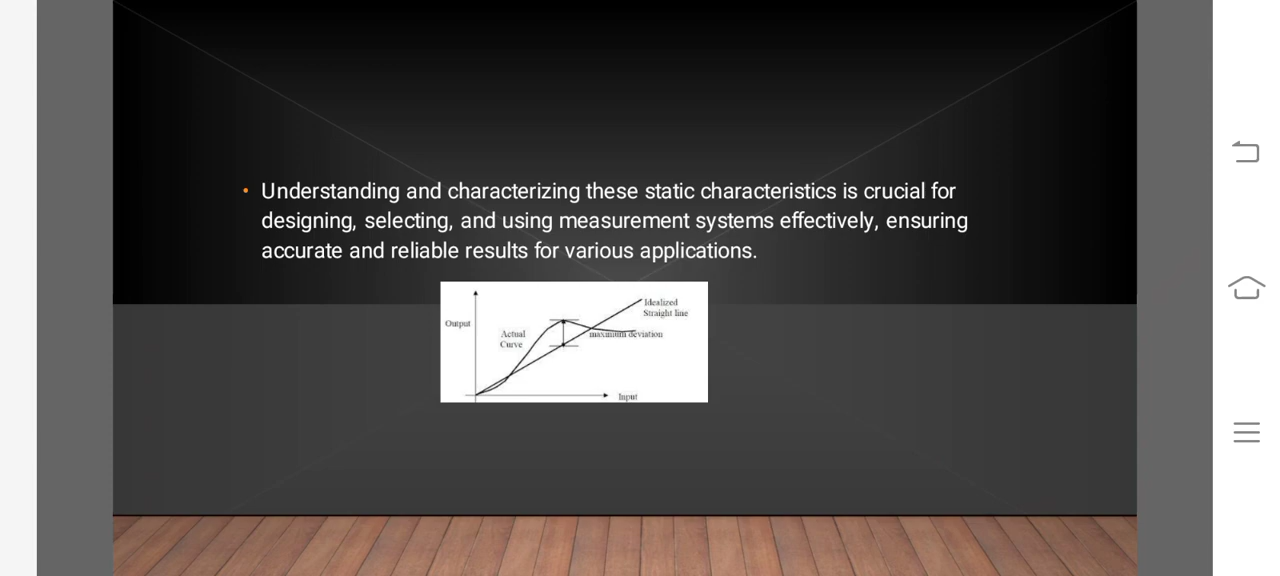 • Understanding and characterizing these static characteristics is crucial for
designing, selecting, and using measurement systems effectively, ensuring
accurate and reliable results for various applications.
Idealized
Straight line
Output
Actual
Curve
maximum deviation
Input